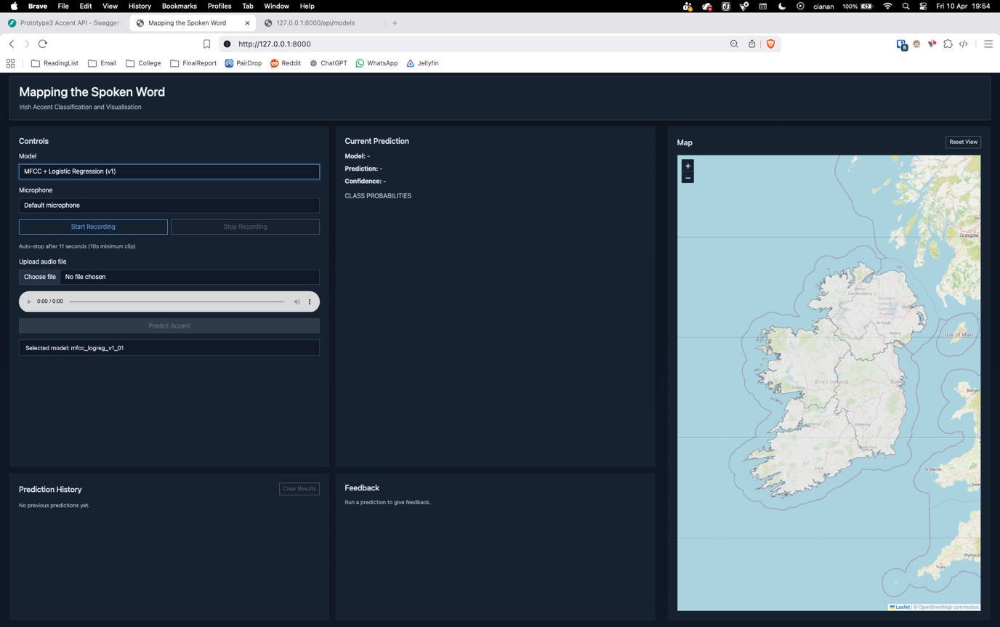 Brave File Edit View History Bookmarks Profiles Tab Window Help cianan 100% Fri 10 Apr 19:54
Prototype3 Accent API - Swagger Mapping the Spoken Word 127.0.0.1:8000/api/models
http://127.0.0.1:8000
ReadingList Email College FinalReport PairDrop Reddit ChatGPT WhatsApp Jellyfin
Mapping the Spoken Word
Irish Accent Classification and Visualisation
Controls
Model
MFCC + Logistic Regression (v1)
Microphone
Default microphone
Start Recording Stop Recording
Auto-stop after 11 seconds (10s minimum clip)
Upload audio file
Choose file No file chosen
0:00 / 0:00
Predict Accent
Selected model: mfcc_logreg_v1_01
Current Prediction
Model: -
Prediction: -
Confidence: -
CLASS PROBABILITIES
Map Reset View
+
−
Glasgow
Derry/
Londonderry
Northern
Ireland/
Tuaisceart
Éireann
Armagh
Newry
Isle of Man
Éire / Ireland
Galway
Limerick
Kilkenny
Waterford
Cork
St Davids
Truro
Leaflet | © OpenStreetMap contributors
Prediction History Clear Results
No previous predictions yet.
Feedback
Run a prediction to give feedback.